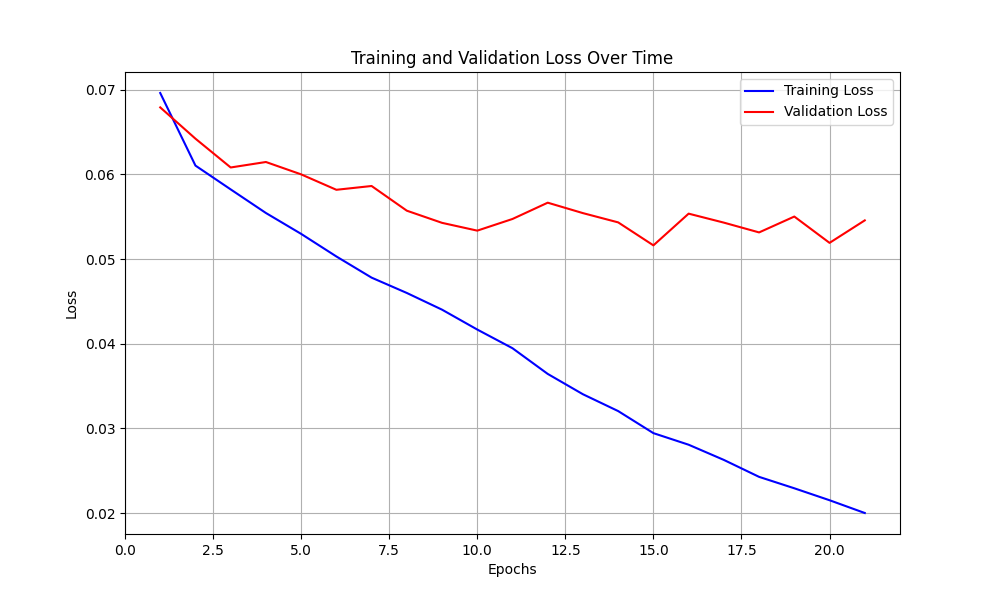 Training and Validation Loss Over Time
Training Loss
Validation Loss
0.07
0.06
0.05
0.04
0.03
0.02
Loss
0.0 2.5 5.0 7.5 10.0 12.5 15.0 17.5 20.0
Epochs